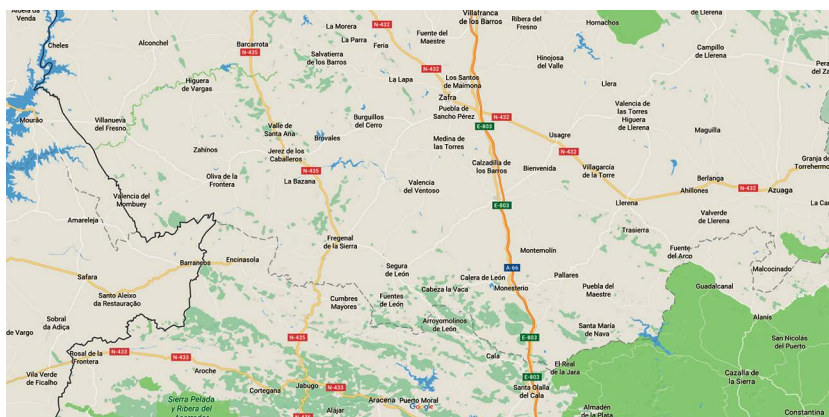 Aldea da
Venda
Cheles
Alconchel
Barcarrota
N-435
La Morera
La Parra
N-432
Feria
Salvatierra
de los Barros
Fuente del
Maestre
Villafranca
de los Barros
Ribera del
Fresno
Hornachos
de Llerena
Campillo
de Llerena
Hinojosa
del Valle
Higuera
de Vargas
La Lapa
N-432
Los Santos
de Maimona
Zafra
Puebla de
Sancho Pérez
Llera
Valencia de
las Torres
Higuera
de Llerena
Mourão
Villanueva
del Fresno
Valle de
Santa Ana
Burguillos
del Cerro
Brovales
N-432
E-803
Usagre
Maguilla
Zahínos
Jerez de los
Caballeros
Medina de
las Torres
N-432
N-435
Calzadilla de
los Barros
Bienvenida
Villagarcía
de la Torre
Granja de
Torrehermo
Oliva de la
Frontera
La Bazana
Valencia
del Ventoso
Berlanga
Ahillones
N-432
Azuaga
Valencia del
Mombuey
E-803
Llerena
La Ca
Amareleja
Valverde
de Llerena
Trasierra
Fregenal
de la Sierra
Montemolín
Fuente
del Arco
Barrancos
Encinasola
Segura
de León
A-66
Malcocinado
Safara
Calera de León
Pallares
Cabeza la Vaca
Monesterio
Puebla del
Maestre
Guadalcanal
Santo Aleixo
da Restauração
Cumbres
Mayores
Fuentes
de León
Sobral
da Adiça
Arroyomolinos
de León
Santa María
de Nava
Alanís
de Vargo
N-435
E-803
San Nicolás
del Puerto
Rosal de la
Frontera
N-433
N-433
Cala
El Real
de la Jara
Vila Verde
de Ficalho
Aroche
Cortegana
Jabugo
N-433
E-803
Santa Olalla
del Cala
Cazalla de
la Sierra
Sierra Pelada
y Ribera del
Aracena
Puerto Moral
Google
Alájar
Almadén
de la Plata
Constantina